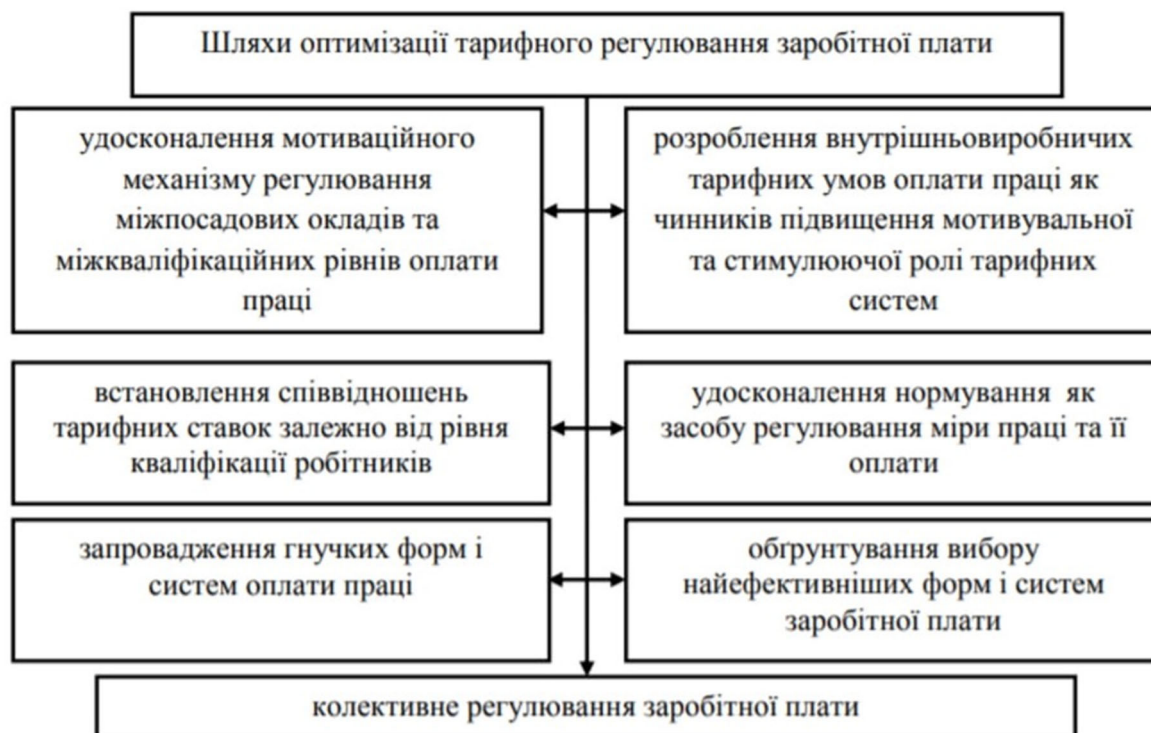 Шляхи оптимізації тарифного регулювання заробітної плати
удосконалення мотиваційного
механізму регулювання
міжпосадових окладів та
міжкваліфікаційних рівнів оплати
праці
розроблення внутрішньовиробничих
тарифних умов оплати праці як
чинників підвищення мотивувальної
та стимулюючої ролі тарифних
систем
встановлення співвідношень
тарифних ставок залежно від рівня
кваліфікації робітників
удосконалення нормування як
засобу регулювання міри праці та її
оплати
запровадження гнучких форм і
систем оплати праці
обґрунтування вибору
найефективніших форм і систем
заробітної плати
колективне регулювання заробітної плати